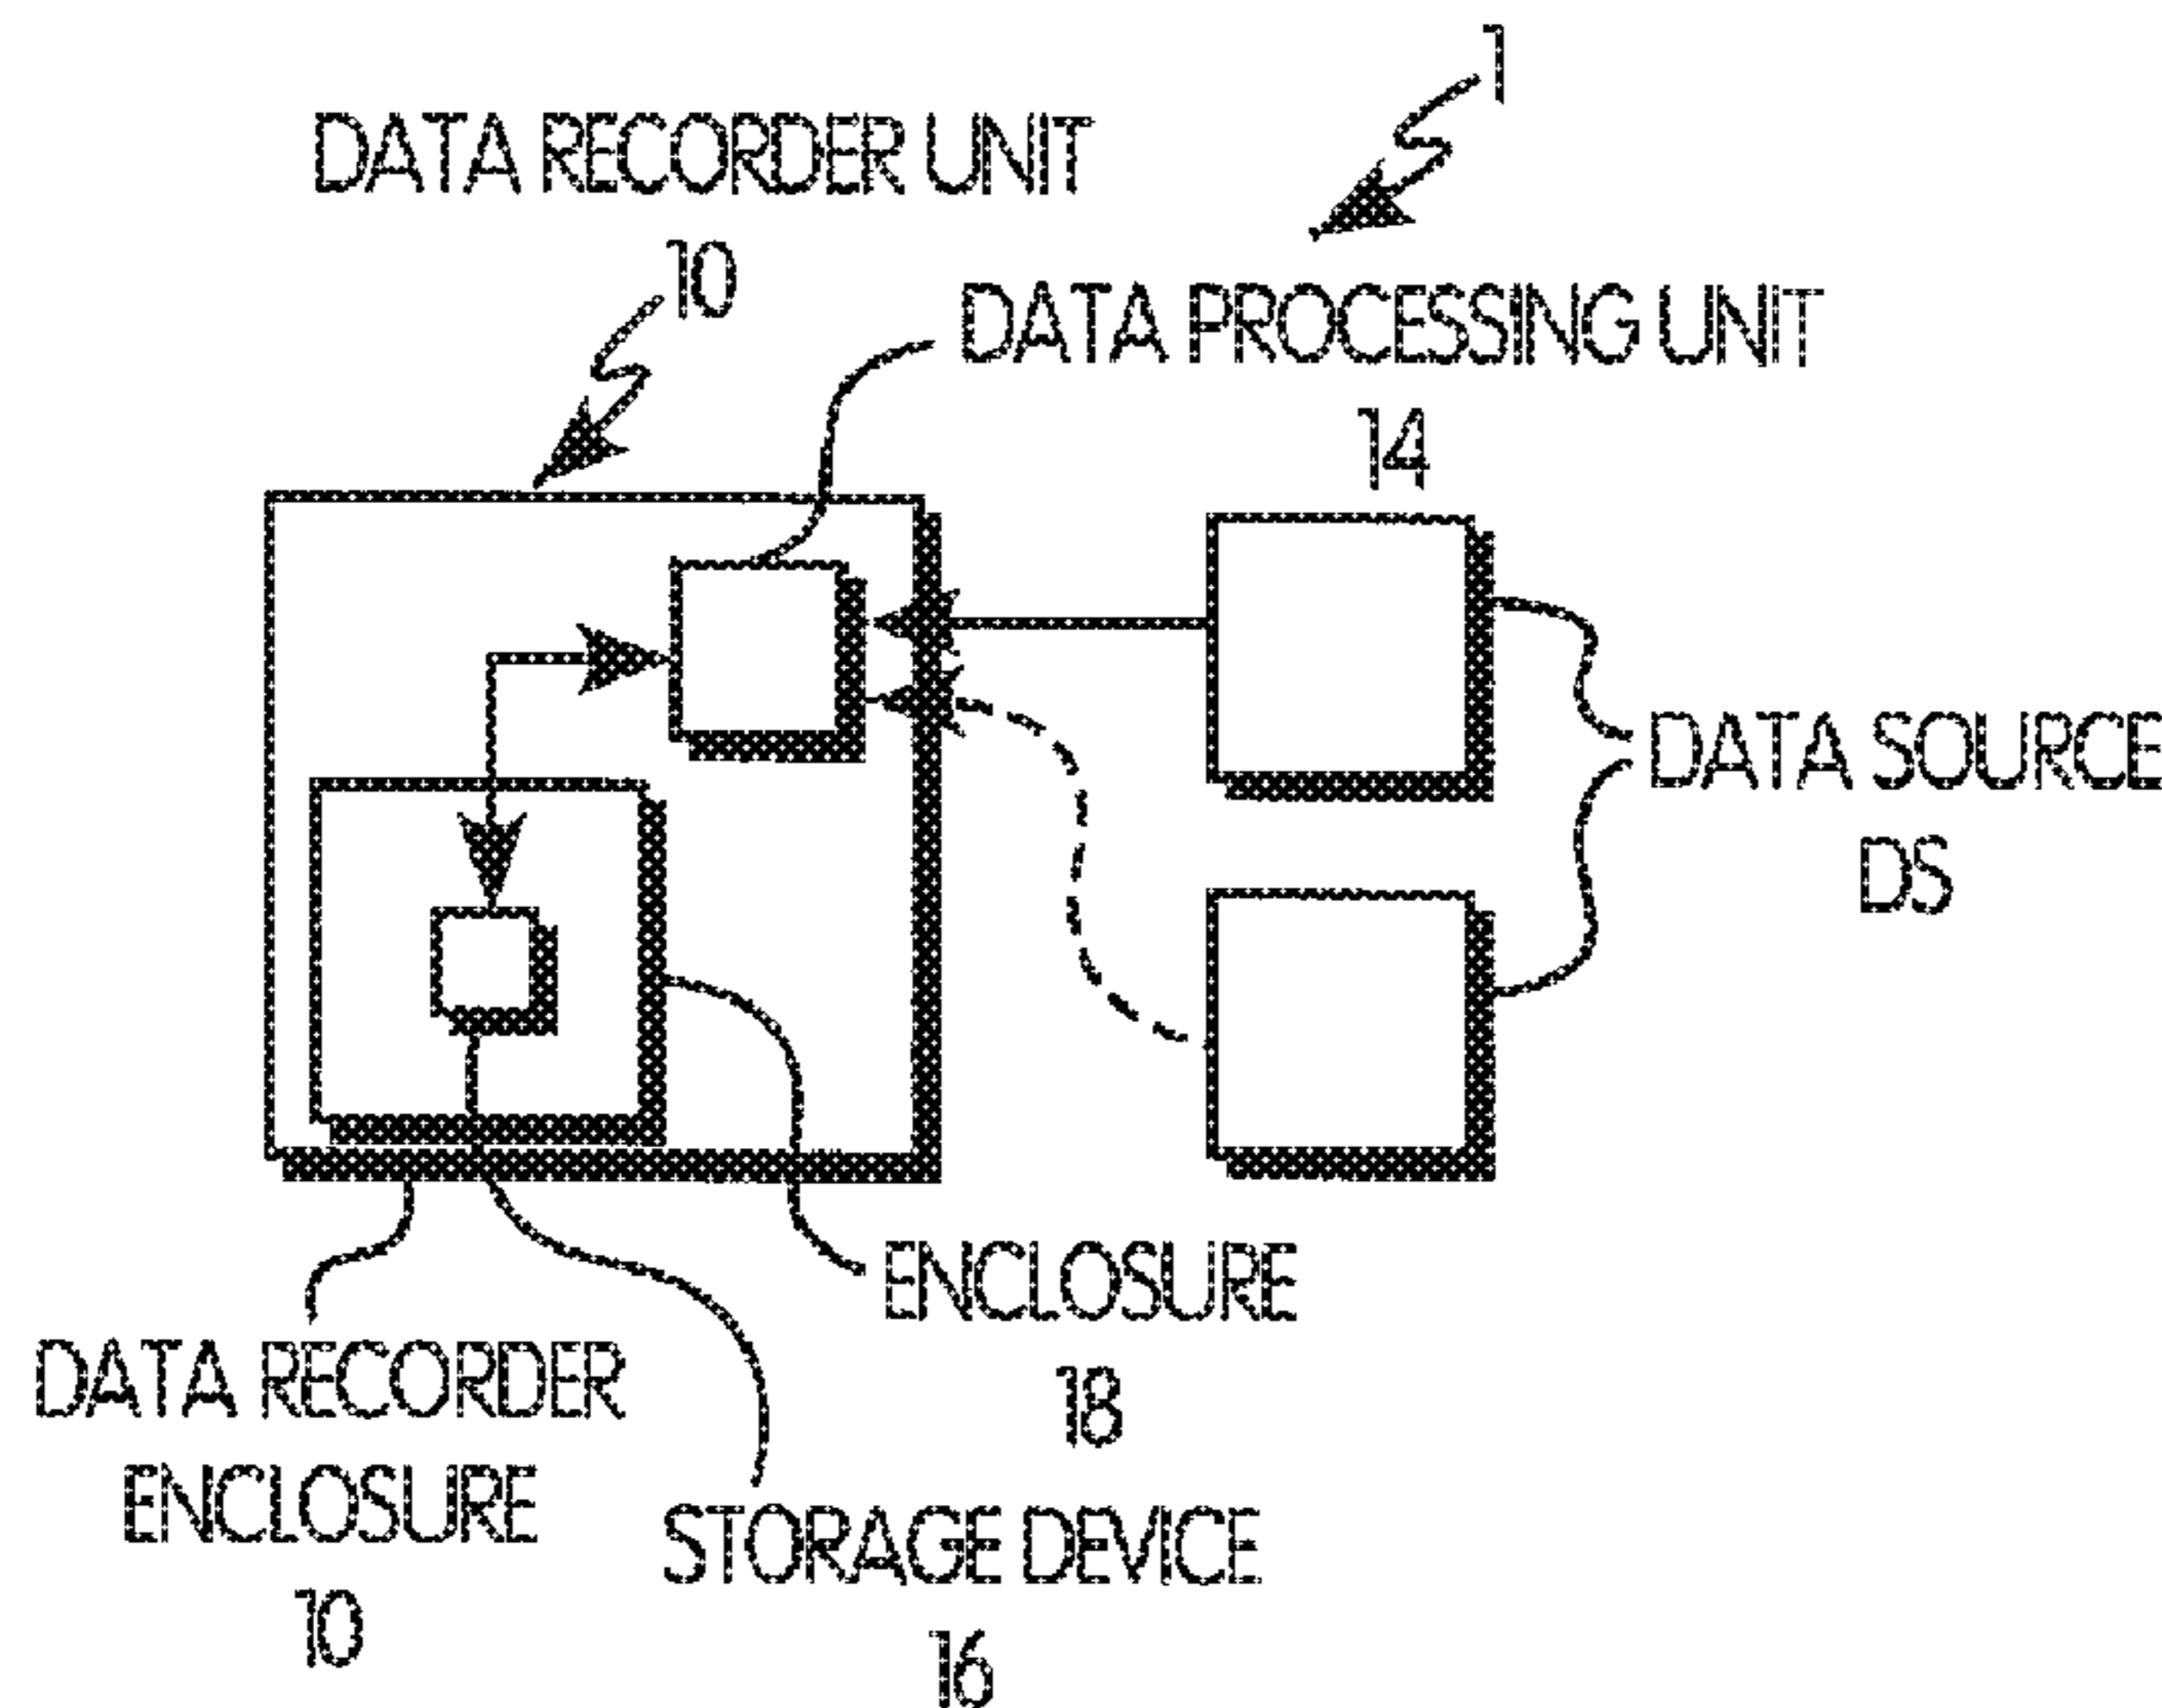 1
DATA RECORDER UNIT
10
DATA PROCESSING UNIT
14
DATA SOURCE
DS
ENCLOSURE
18
DATA RECORDER
ENCLOSURE
10
STORAGE DEVICE
16